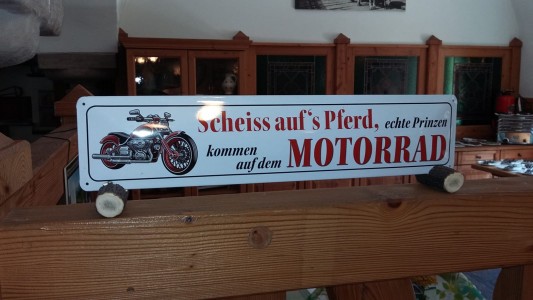 Scheiss auf's Pferd, echte Prinzen
kommen
auf dem MOTORRAD